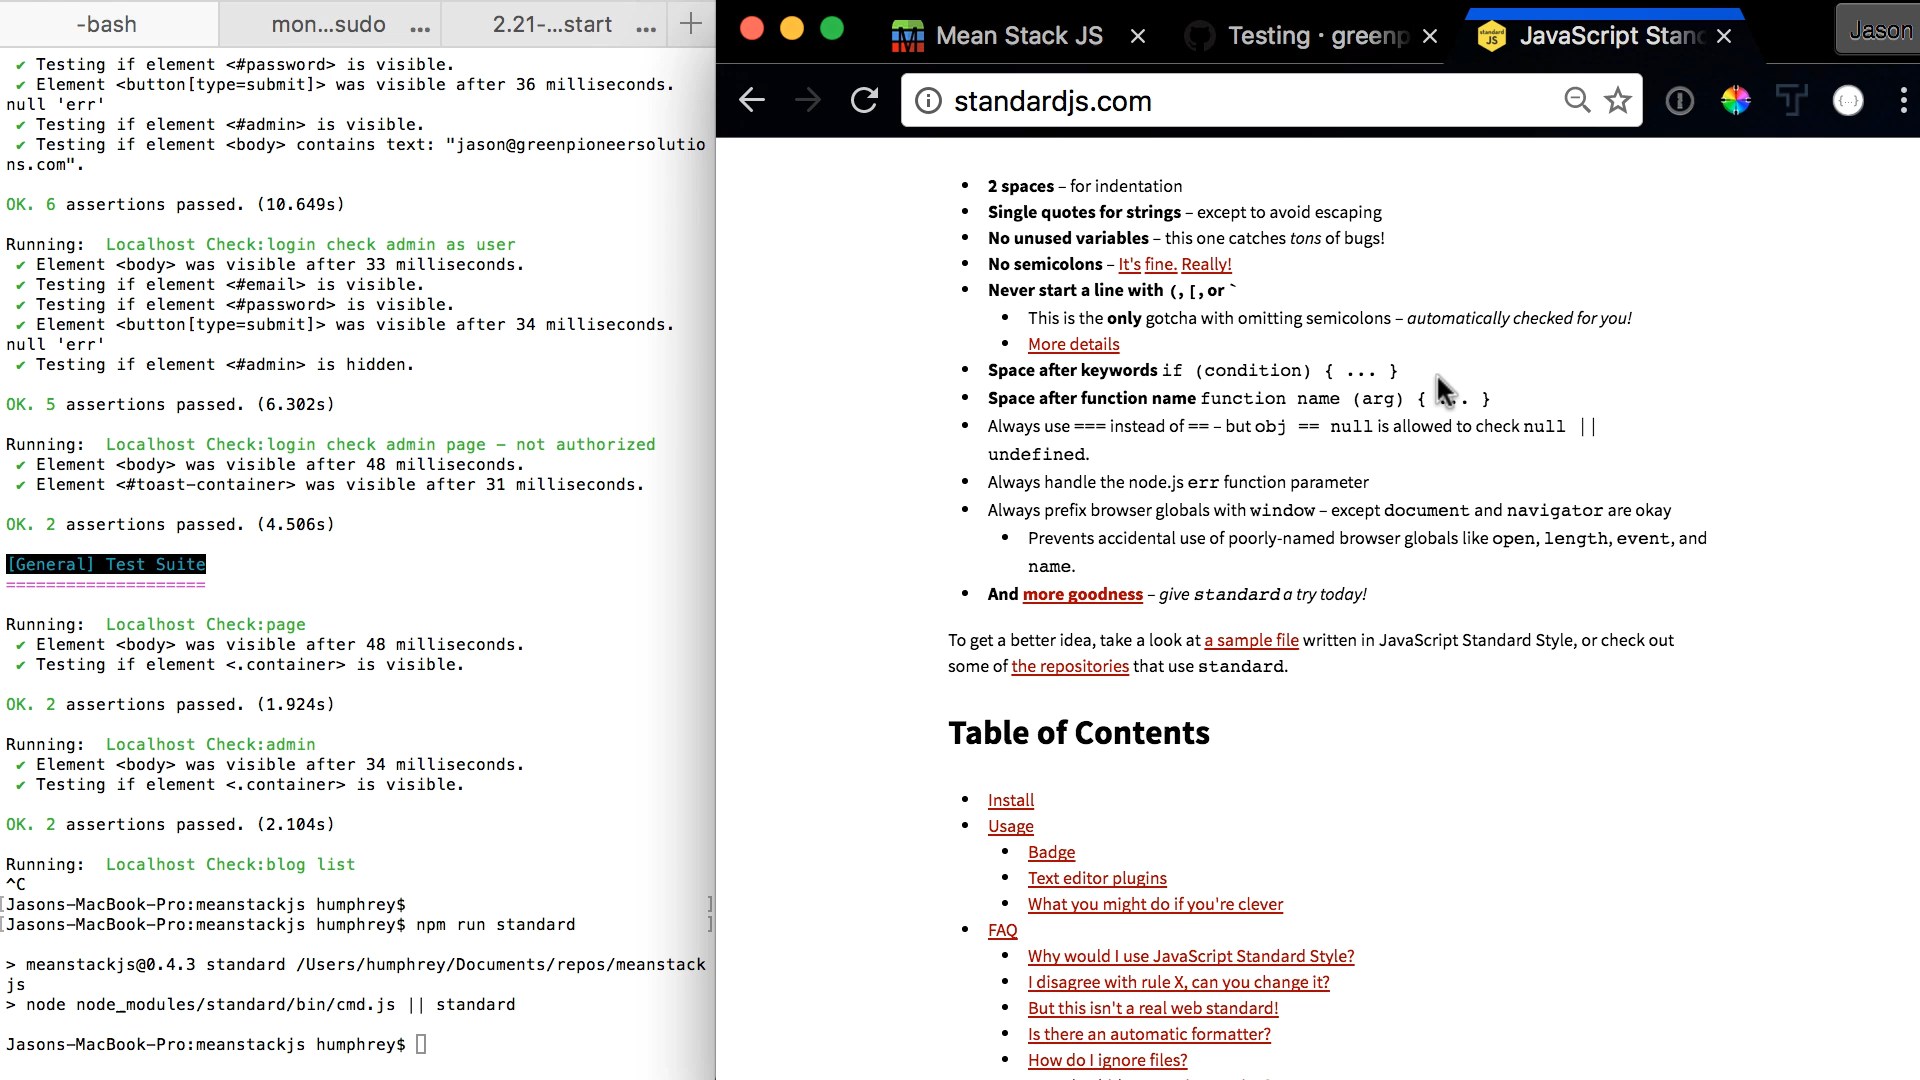 -bash
mon...sudo ...
2.21-...start ...
✔ Testing if element <#password> is visible.
✔ Element <button[type=submit]> was visible after 36 milliseconds.
null 'err'
✔ Testing if element <#admin> is visible.
✔ Testing if element <body> contains text: "jason@greenpioneersolutio
ns.com".
OK. 6 assertions passed. (10.649s)
Running:  Localhost Check:login check admin as user
✔ Element <body> was visible after 33 milliseconds.
✔ Testing if element <#email> is visible.
✔ Testing if element <#password> is visible.
✔ Element <button[type=submit]> was visible after 34 milliseconds.
null 'err'
✔ Testing if element <#admin> is hidden.
OK. 5 assertions passed. (6.302s)
Running:  Localhost Check:login check admin page – not authorized
✔ Element <body> was visible after 48 milliseconds.
✔ Element <#toast-container> was visible after 31 milliseconds.
OK. 2 assertions passed. (4.506s)
[General] Test Suite
====================
Running:  Localhost Check:page
✔ Element <body> was visible after 48 milliseconds.
✔ Testing if element <.container> is visible.
OK. 2 assertions passed. (1.924s)
Running:  Localhost Check:admin
✔ Element <body> was visible after 34 milliseconds.
✔ Testing if element <.container> is visible.
OK. 2 assertions passed. (2.104s)
Running:  Localhost Check:blog list
^C
[Jasons-MacBook-Pro:meanstackjs humphrey$ ]
[Jasons-MacBook-Pro:meanstackjs humphrey$ npm run standard ]
> meanstackjs@0.4.3 standard /Users/humphrey/Documents/repos/meanstack
js
> node node_modules/standard/bin/cmd.js || standard
Jasons-MacBook-Pro:meanstackjs humphrey$
Mean Stack JS
Testing · greenp
standard JS
JavaScript Stan
Jason
standardjs.com
• 2 spaces – for indentation
• Single quotes for strings – except to avoid escaping
• No unused variables – this one catches tons of bugs!
• No semicolons – It's fine. Really!
• Never start a line with (, [, or `
• This is the only gotcha with omitting semicolons – automatically checked for you!
• More details
• Space after keywords if (condition) { ... }
• Space after function name function name (arg) { ... }
• Always use === instead of == – but obj == null is allowed to check null ||
undefined.
• Always handle the node.js err function parameter
• Always prefix browser globals with window – except document and navigator are okay
• Prevents accidental use of poorly-named browser globals like open, length, event, and
name.
• And more goodness – give standard a try today!
To get a better idea, take a look at a sample file written in JavaScript Standard Style, or check out
some of the repositories that use standard.
Table of Contents
• Install
• Usage
• Badge
• Text editor plugins
• What you might do if you're clever
• FAQ
• Why would I use JavaScript Standard Style?
• I disagree with rule X, can you change it?
• But this isn't a real web standard!
• Is there an automatic formatter?
• How do I ignore files?